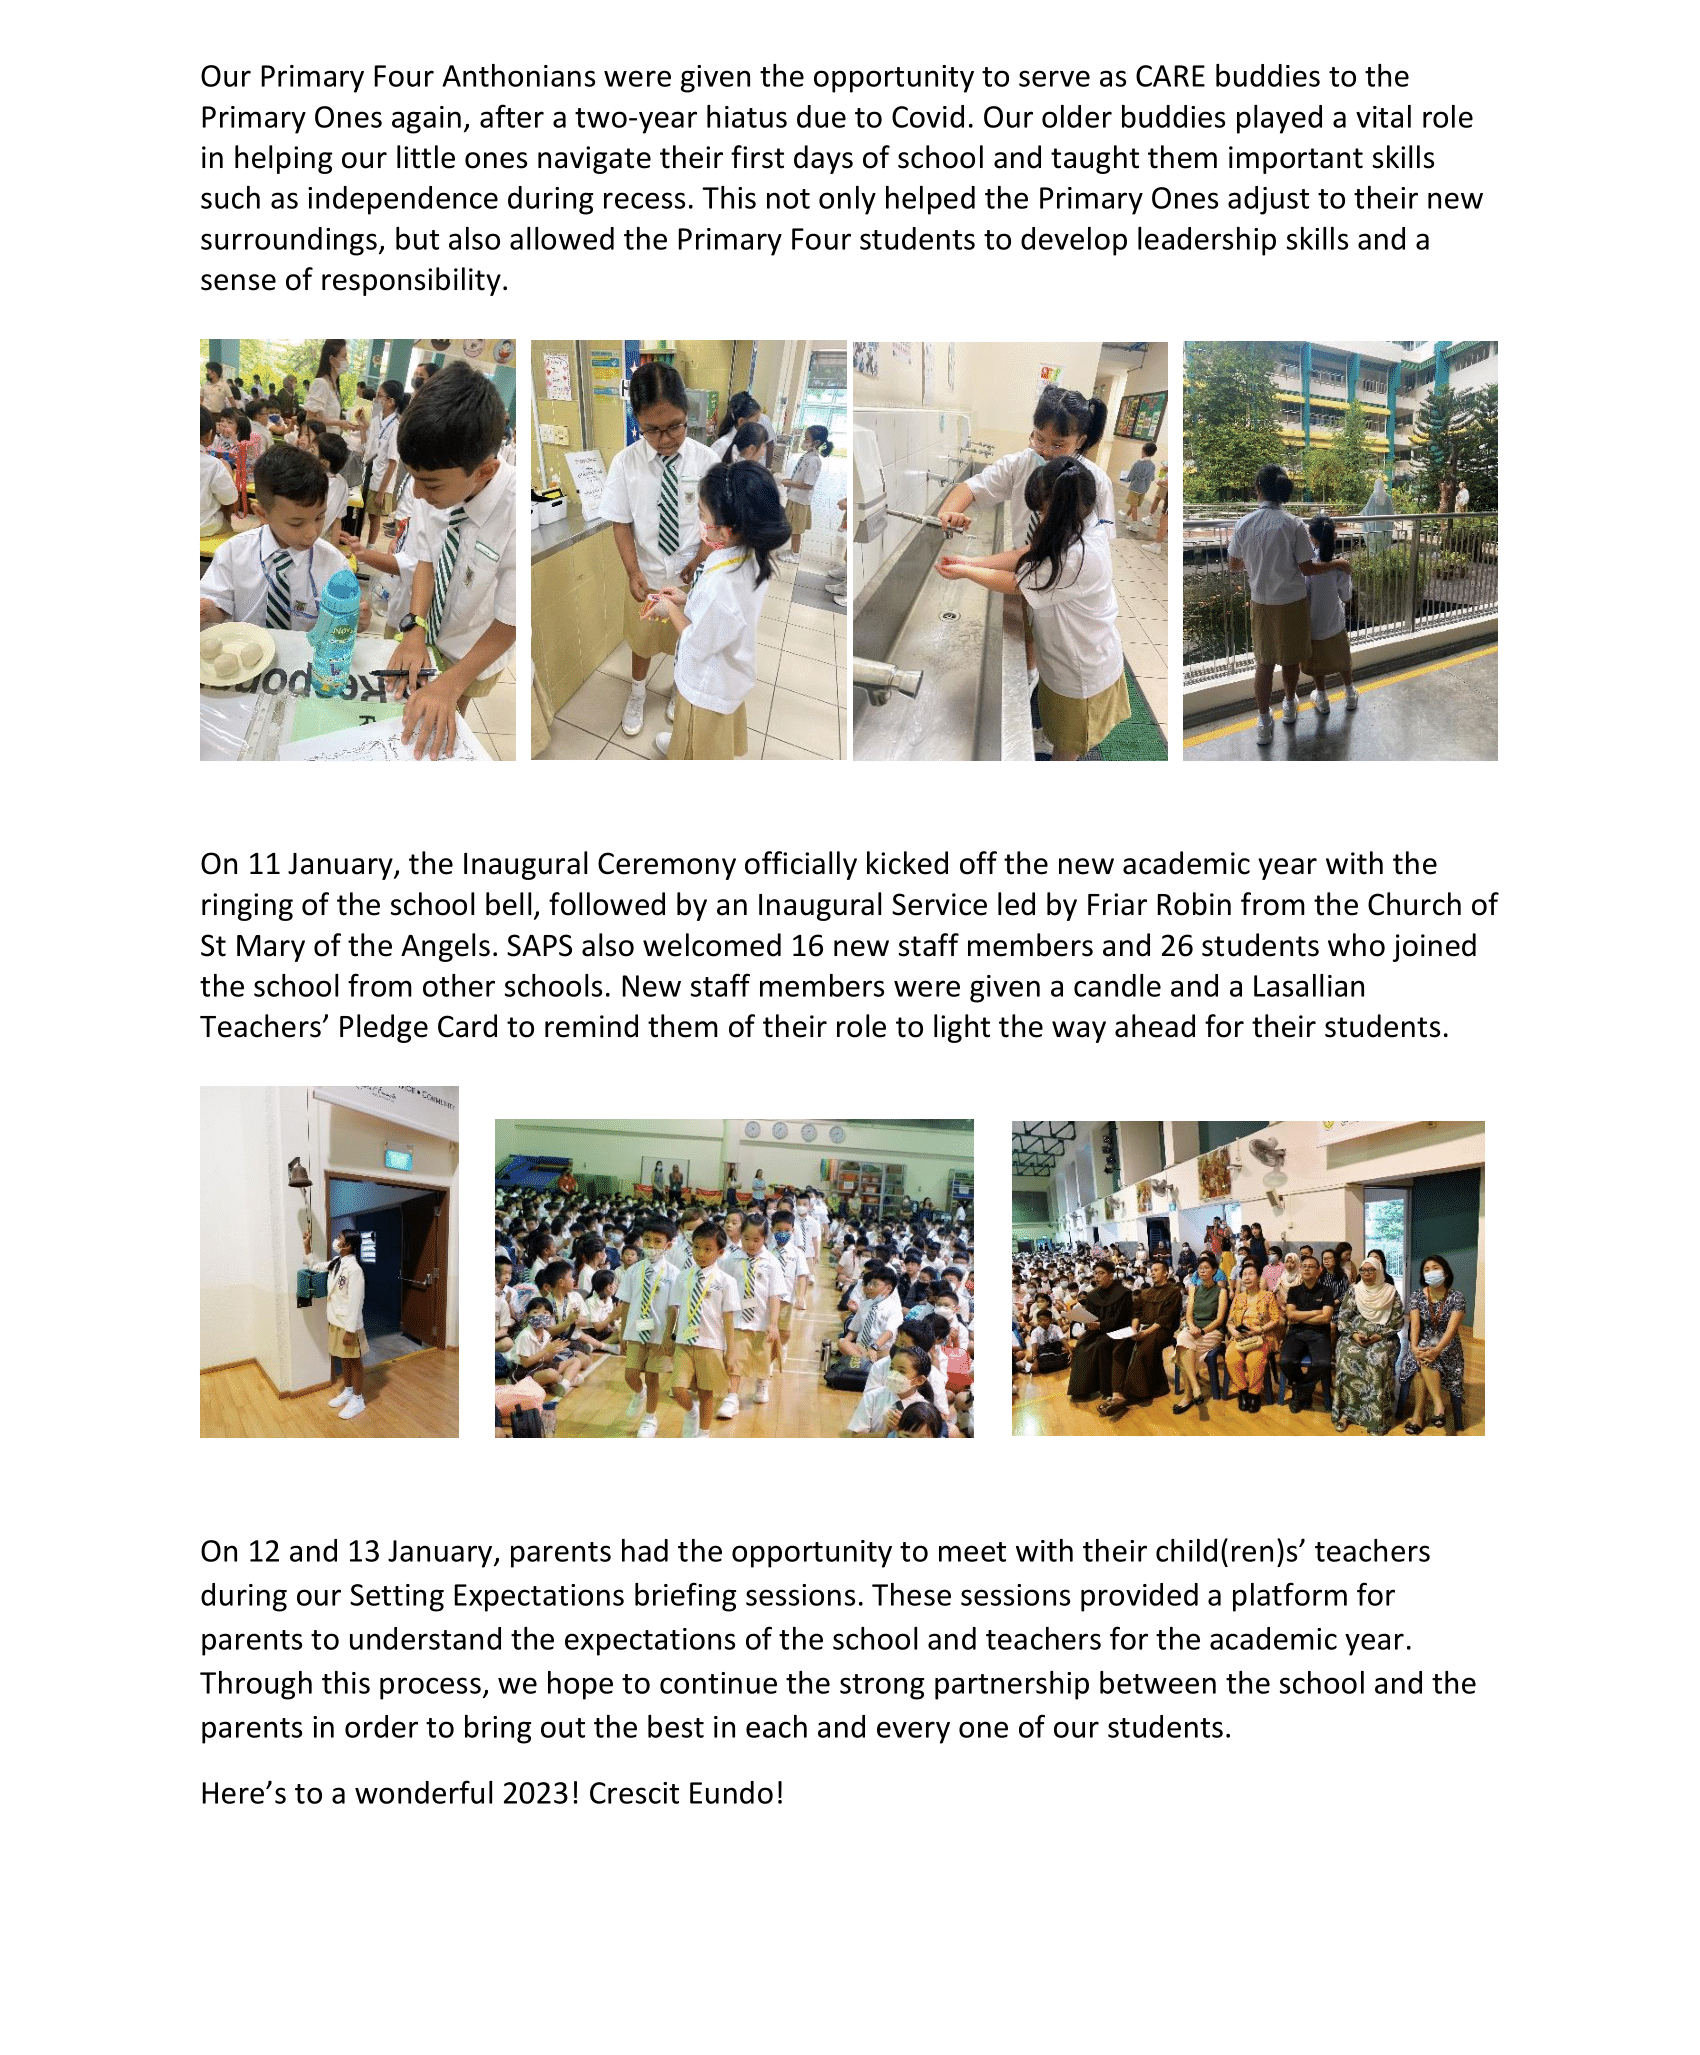 Our Primary Four Anthonians were given the opportunity to serve as CARE buddies to the
Primary Ones again, after a two-year hiatus due to Covid. Our older buddies played a vital role
in helping our little ones navigate their first days of school and taught them important skills
such as independence during recess. This not only helped the Primary Ones adjust to their new
surroundings, but also allowed the Primary Four students to develop leadership skills and a
sense of responsibility.
On 11 January, the Inaugural Ceremony officially kicked off the new academic year with the
ringing of the school bell, followed by an Inaugural Service led by Friar Robin from the Church of
St Mary of the Angels. SAPS also welcomed 16 new staff members and 26 students who joined
the school from other schools. New staff members were given a candle and a Lasallian
Teachers’ Pledge Card to remind them of their role to light the way ahead for their students.
COMMUNITY
On 12 and 13 January, parents had the opportunity to meet with their child(ren)s’ teachers
during our Setting Expectations briefing sessions. These sessions provided a platform for
parents to understand the expectations of the school and teachers for the academic year.
Through this process, we hope to continue the strong partnership between the school and the
parents in order to bring out the best in each and every one of our students.
Here’s to a wonderful 2023! Crescit Eundo!